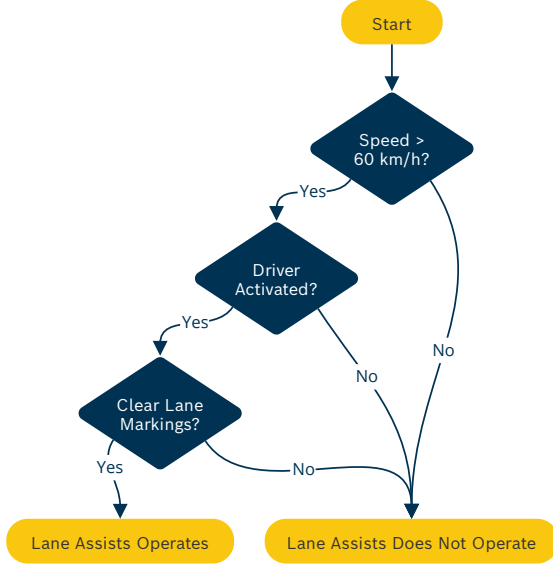 Start
Speed >
60 km/h?
Yes
Driver
Activated?
Yes
No
No
Clear Lane
Markings?
Yes
No
Lane Assists Operates
Lane Assists Does Not Operate